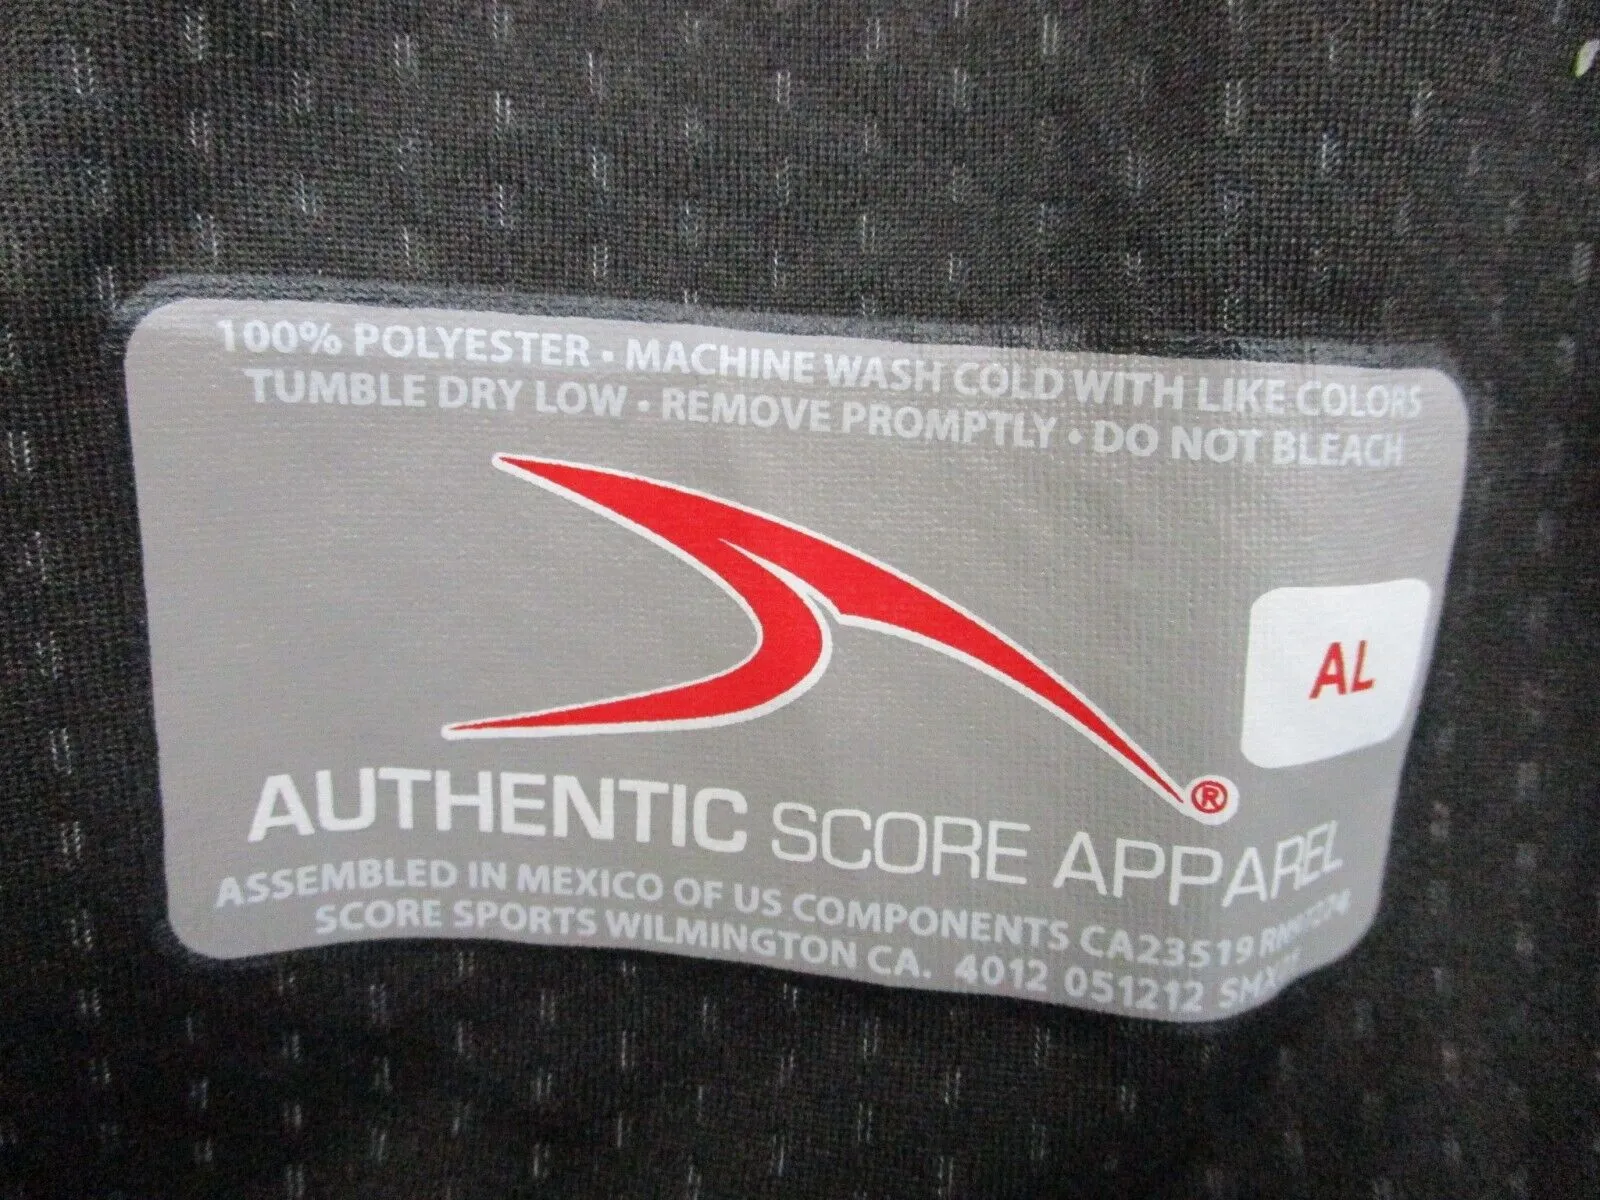 100% POLYESTER • MACHINE WASH COLD WITH LIKE COLORS
TUMBLE DRY LOW • REMOVE PROMPTLY • DO NOT BLEACH
AL
®
AUTHENTIC SCORE APPAREL
ASSEMBLED IN MEXICO OF US COMPONENTS CA23519
SCORE SPORTS WILMINGTON CA. 4012 051212